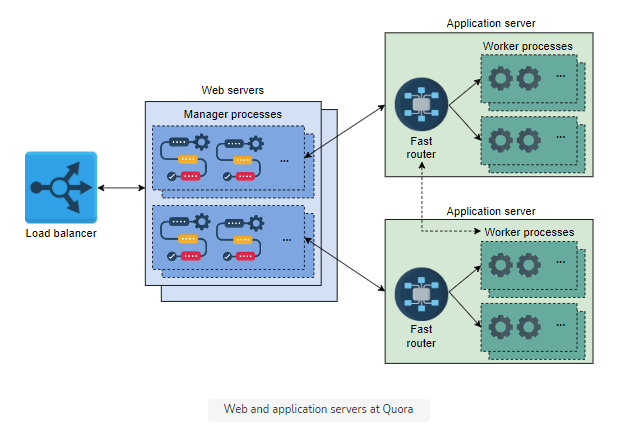 Application server
Worker processes
...
Fast
router
...
Web servers
Manager processes
...
...
Load balancer
Application server
Worker processes
...
Fast
router
...
Web and application servers at Quora